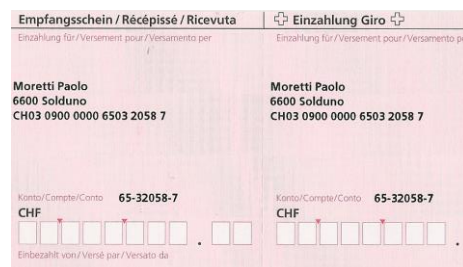 Empfangsschein / Récépissé / Ricevuta
Einzahlung für / Versement pour / Versamento per
Moretti Paolo
6600 Solduno
CH03 0900 0000 6503 2058 7
Konto/Compte/Conto 65-32058-7
CHF
.
Einbezahlt von / Versé par / Versato da
Einzahlung Giro
Einzahlung für / Versement pour / Versamento pe
Moretti Paolo
6600 Solduno
CH03 0900 0000 6503 2058 7
Konto/Compte/Conto 65-32058-7
CHF
.